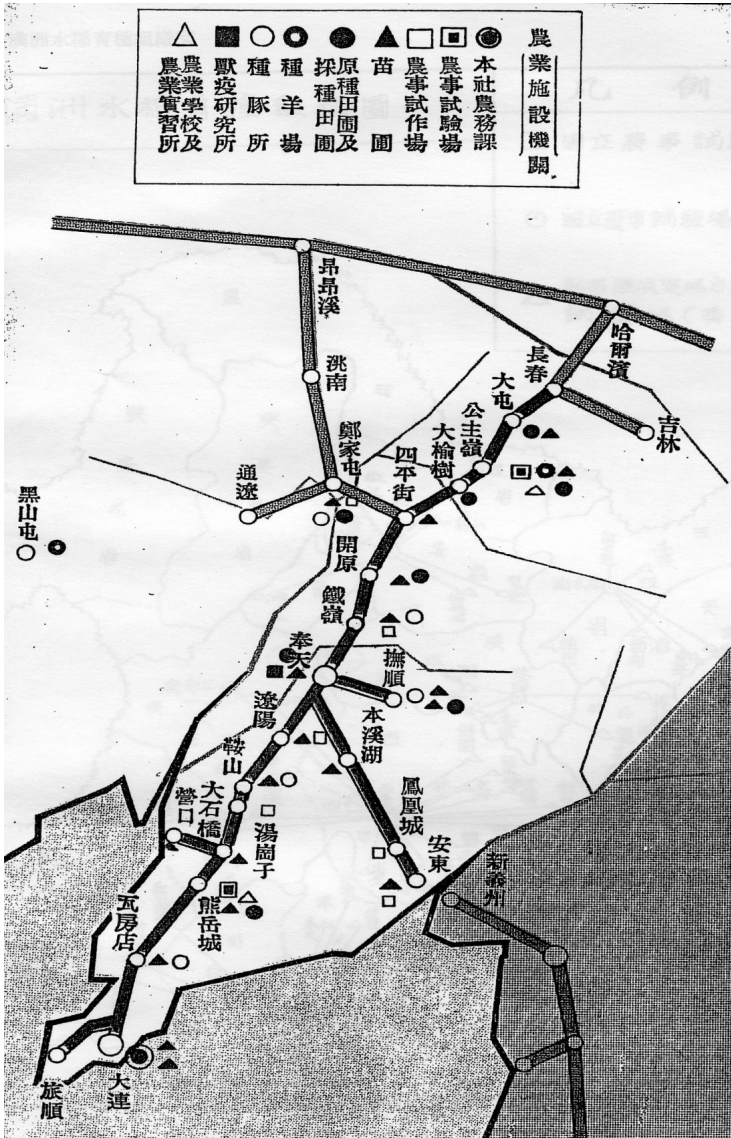 農業施設機關
本社農務課
農事試驗場
農事試作場
苗圃
原種田圃及
採種田圃
種羊場
種豚所
獸疫研究所
農業學校及
農業實習所
昂昂溪
哈爾濱
洮南
長春
大屯
吉林
公主嶺
大榆樹
鄭家屯
四平街
通遼
黑山屯
開原
鐵嶺
奉天
撫順
遼陽
本溪湖
鞍山
大石橋
營口
湯崗子
鳳凰城
安東
新義州
熊岳城
瓦房店
大連
旅順
凡例